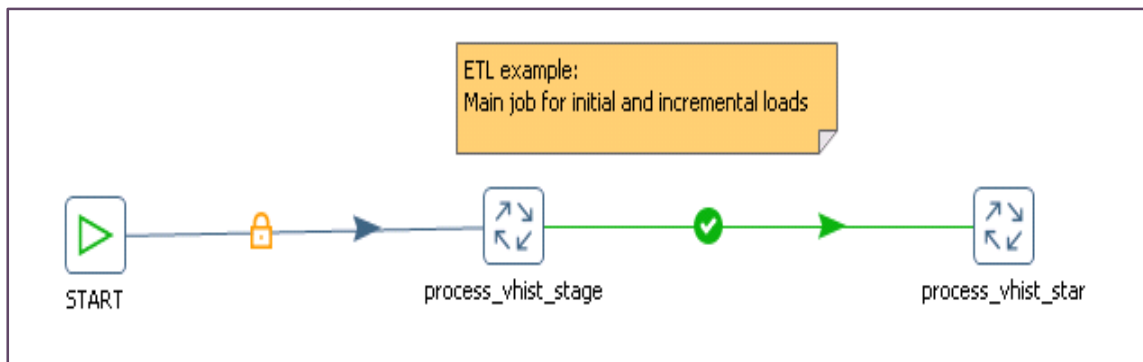 ETL example:
Main job for initial and incremental loads
START
process_vhist_stage
process_vhist_star